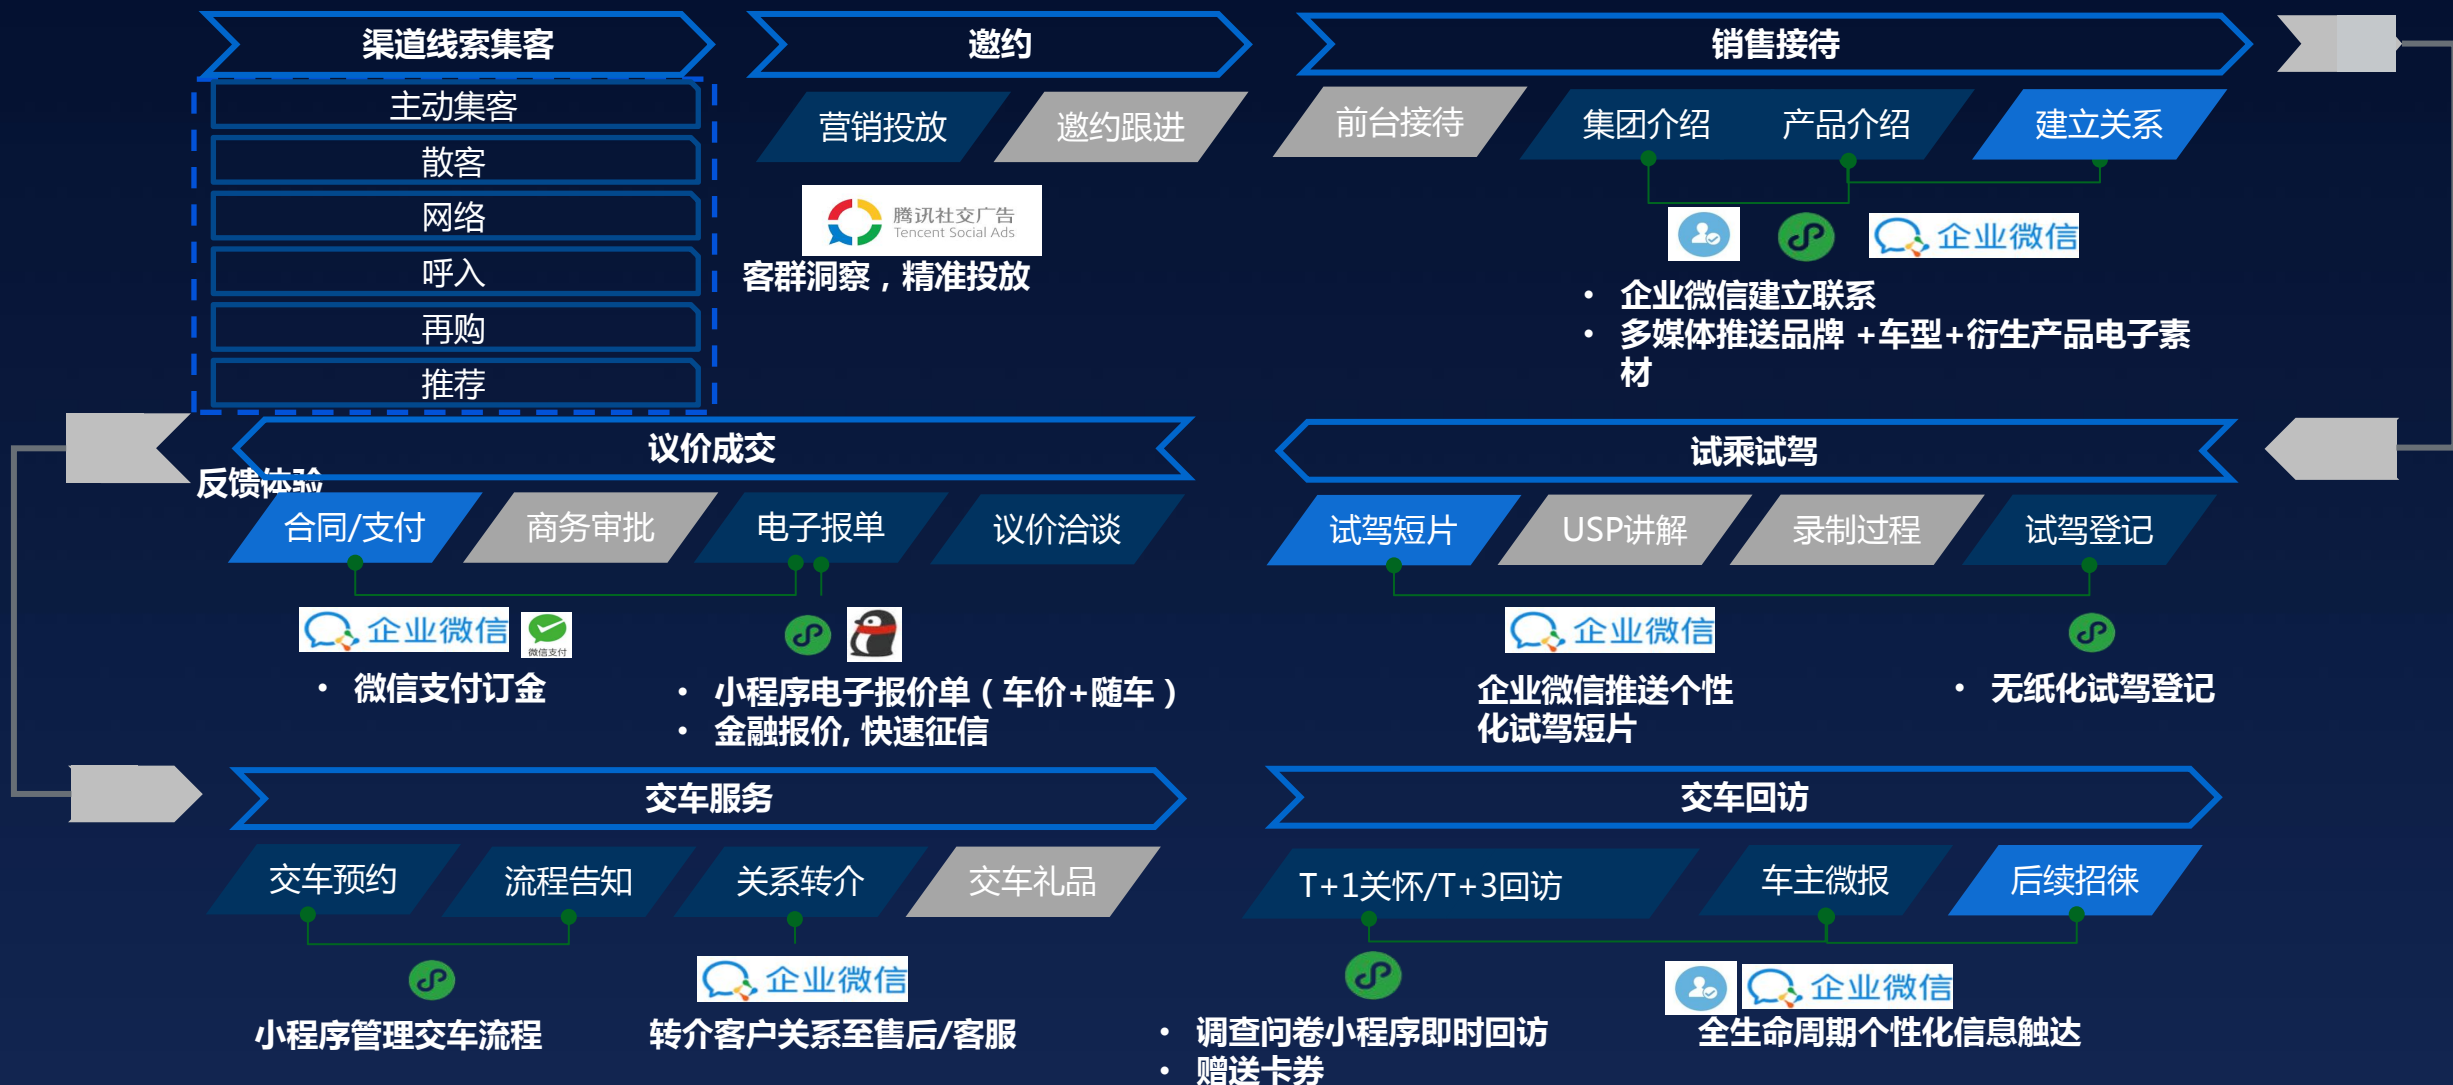 渠道线索集客
主动集客
散客
网络
呼入
再购
推荐
邀约
营销投放
邀约跟进
腾讯社交广告
Tencent Social Ads
客群洞察，精准投放
销售接待
前台接待
集团介绍
产品介绍
建立关系
企业微信
• 企业微信建立联系
• 多媒体推送品牌 +车型+衍生产品电子素
材
议价成交
反馈体验
合同/支付
商务审批
电子报单
议价洽谈
企业微信
微信支付
• 微信支付订金
• 小程序电子报价单（车价+随车）
• 金融报价, 快速征信
试乘试驾
试驾短片
USP讲解
录制过程
试驾登记
企业微信
企业微信推送个性
化试驾短片
• 无纸化试驾登记
交车服务
交车预约
流程告知
关系转介
交车礼品
小程序管理交车流程
企业微信
转介客户关系至售后/客服
交车回访
T+1关怀/T+3回访
车主微报
后续招徕
• 调查问卷小程序即时回访
• 赠送卡券
企业微信
全生命周期个性化信息触达